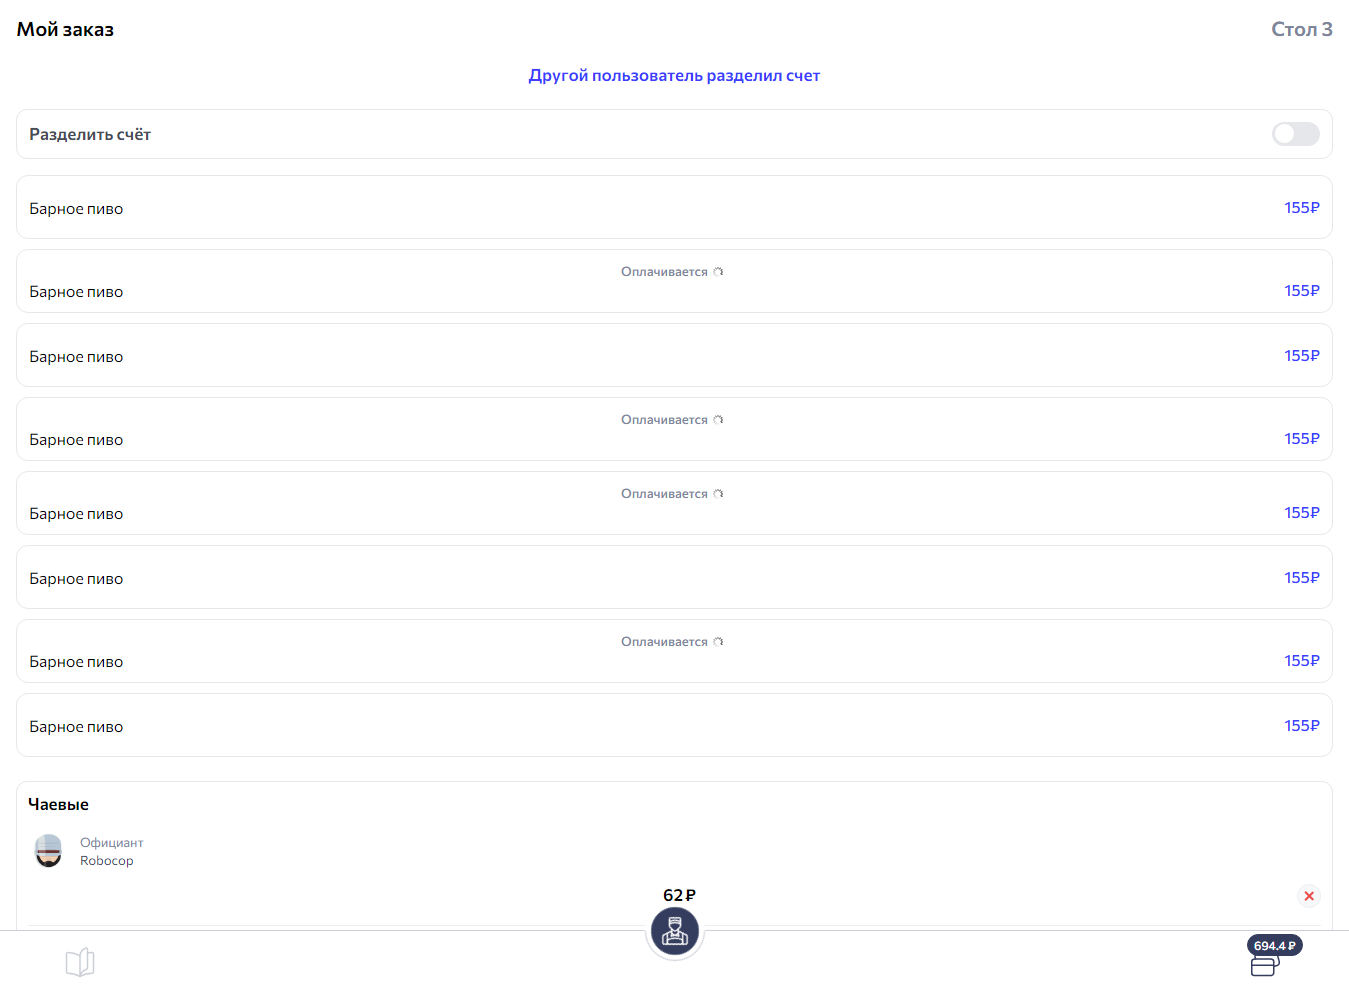 Мой заказ
Стол 3
Другой пользователь разделил счет
Разделить счёт
Барное пиво
155₽
Оплачивается
Барное пиво
155₽
Барное пиво
155₽
Оплачивается
Барное пиво
155₽
Оплачивается
Барное пиво
155₽
Барное пиво
155₽
Оплачивается
Барное пиво
155₽
Барное пиво
155₽
Чаевые
Официант
Robocop
62 ₽
694.4 ₽